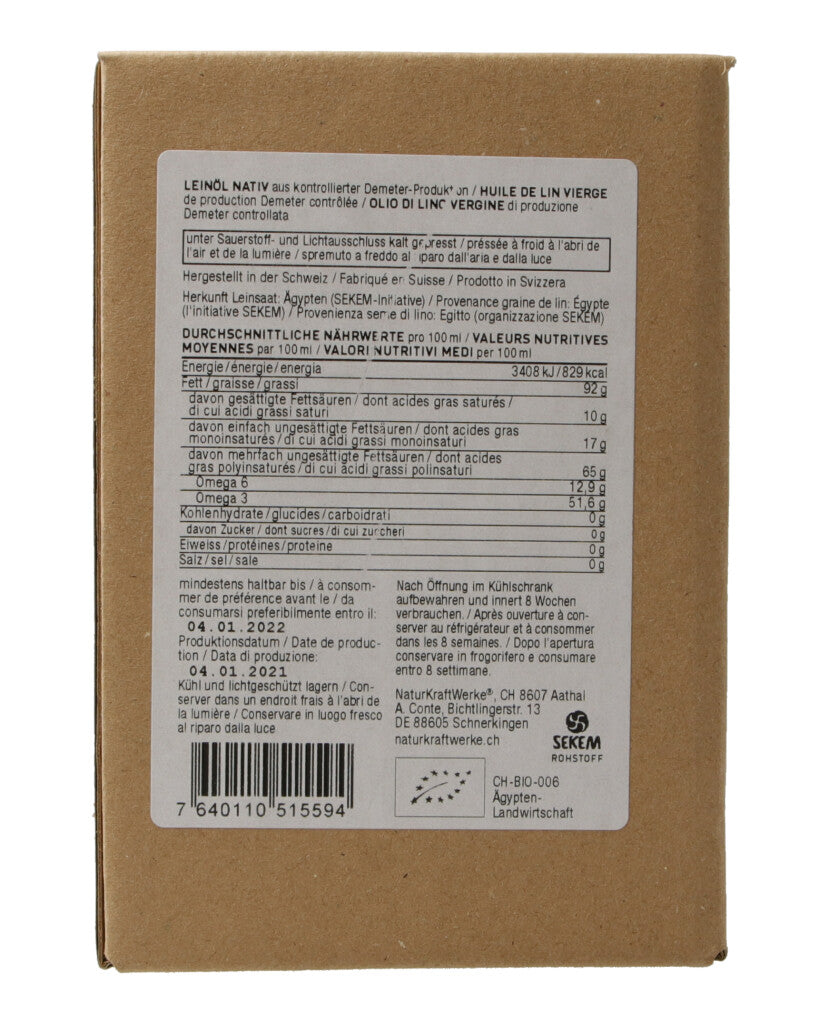 LEINÖL NATIV aus kontrollierter Demeter-Produktion / HUILE DE LIN VIERGE
de production Demeter contrôlée / OLIO DI LINO VERGINE di produzione
Demeter controllata
unter Sauerstoff- und Lichtausschluss kalt gepresst / préssée à froid à l'abri de
l'air et de la lumière / spremuto a freddo al riparo dall'aria e dalla luce
Hergestellt in der Schweiz / Fabriqué en Suisse / Prodotto in Svizzera
Herkunft Leinsaat: Ägypten (SEKEM-Initiative) / Provenance graine de lin: Égypte
(l'initiative SEKEM) / Provenienza seme di lino: Egitto (organizzazione SEKEM)
DURCHSCHNITTLICHE NÄHRWERTE pro 100 ml / VALEURS NUTRITIVES
MOYENNES par 100 ml / VALORI NUTRITIVI MEDI per 100 ml
Energie / énergie / energia 3408 kJ / 829 kcal
Fett / graisse / grassi 92 g
davon gesättigte Fettsäuren / dont acides gras saturés /
di cui acidi grassi saturi 10 g
davon einfach ungesättigte Fettsäuren / dont acides gras
monoinsaturés / di cui acidi grassi monoinsaturi 17 g
davon mehrfach ungesättigte Fettsäuren / dont acides
gras polyinsaturés / di cui acidi grassi polinsaturi 65 g
Omega 6 12,9 g
Omega 3 51,6 g
Kohlenhydrate / glucides / carboidrati 0 g
davon Zucker / dont sucres / di cui zuccheri 0 g
Eiweiss / protéines / proteine 0 g
Salz / sel / sale 0 g
mindestens haltbar bis / à consom-
mer de préférence avant le / da
consumarsi preferibilmente entro il:
04.01.2022
Produktionsdatum / Date de produc-
tion / Data di produzione:
04.01.2021
Kühl und lichtgeschützt lagern / Con-
server dans un endroit frais à l'abri de
la lumière / Conservare in luogo fresco
al riparo dalla luce
7 640110 515594
Nach Öffnung im Kühlschrank
aufbewahren und innert 8 Wochen
verbrauchen. / Après ouverture à con-
server au réfrigérateur et à consommer
dans les 8 semaines. / Dopo l'apertura
conservare in frogorifero e consumare
entro 8 settimane.
NaturKraftWerke®, CH 8607 Aathal
A. Conte, Bichtlingerstr. 13
DE 88605 Schnerkingen
naturkraftwerke.ch
SEKEM
ROHSTOFF
CH-BIO-006
Ägypten-
Landwirtschaft